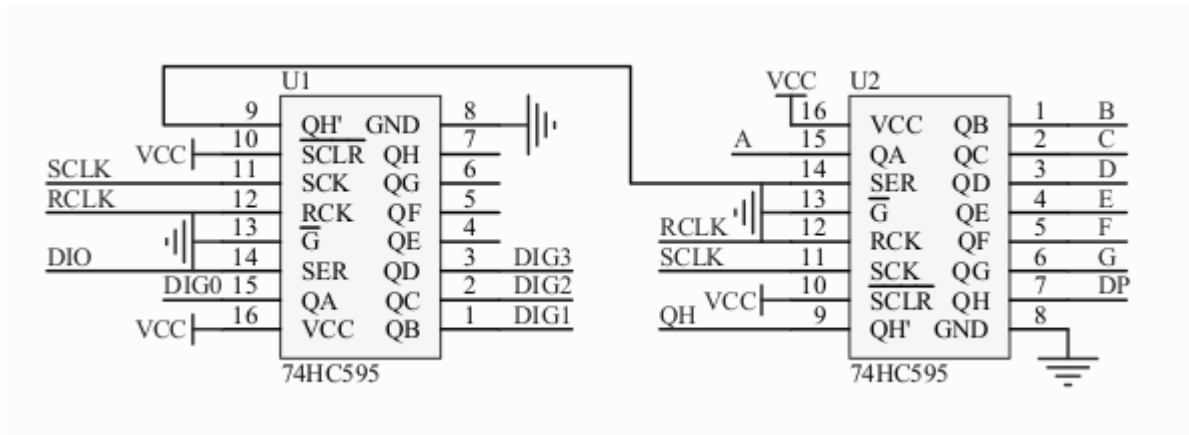 U1
9 QH' GND 8
VCC 10 SCLR QH 7
SCLK 11 SCK QG 6
RCLK 12 RCK QF 5
13 G QE 4
DIO 14 SER QD 3 DIG3
DIG0 15 QA QC 2 DIG2
VCC 16 VCC QB 1 DIG1
74HC595
VCC U2
16 VCC QB 1 B
A 15 QA QC 2 C
14 SER QD 3 D
13 G QE 4 E
RCLK 12 RCK QF 5 F
SCLK 11 SCK QG 6 G
VCC 10 SCLR QH 7 DP
QH 9 QH' GND 8
74HC595